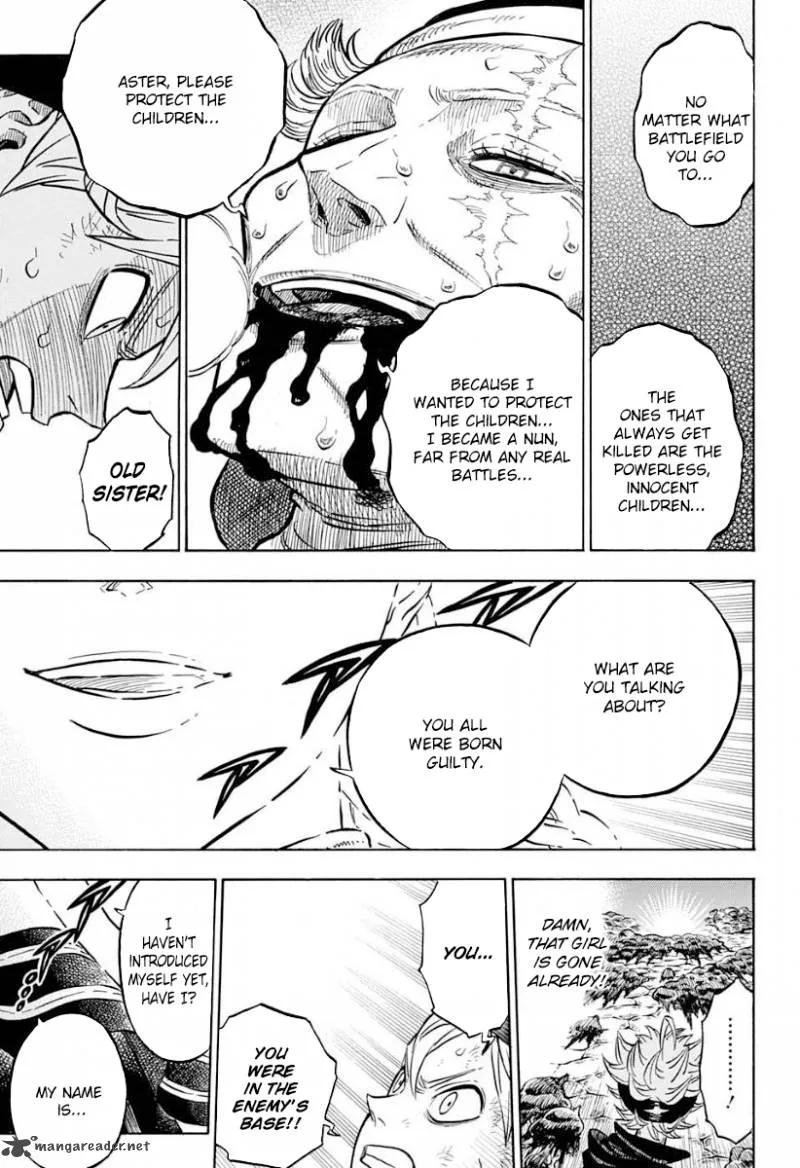 NO
MATTER WHAT
BATTLEFIELD
YOU GO
TO...
THE
ONES THAT
ALWAYS GET
KILLED ARE THE
POWERLESS,
INNOCENT
CHILDREN...
BECAUSE I
WANTED TO PROTECT
THE CHILDREN...
I BECAME A NUN,
FAR FROM ANY REAL
BATTLES...
ASTER, PLEASE
PROTECT THE
CHILDREN...
OLD
SISTER!
WHAT ARE
YOU TALKING
ABOUT?
YOU ALL
WERE BORN
GUILTY.
DAMN,
THAT GIRL
IS GONE
ALREADY!
.........
YOU...
YOU
WERE
IN THE
ENEMY'S
BASE!!
I
HAVEN'T
INTRODUCED
MYSELF YET,
HAVE I?
MY NAME
IS...
mangareader.net